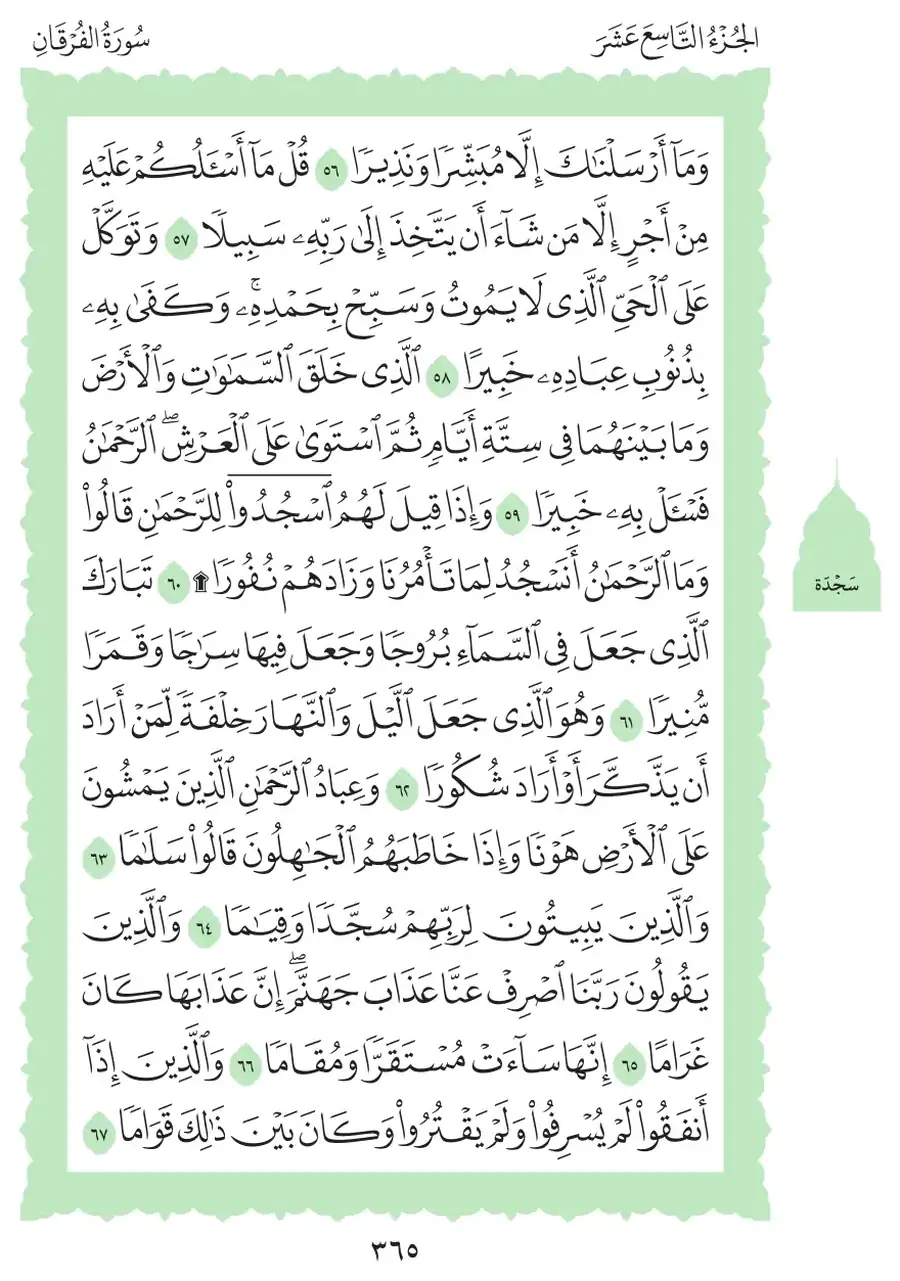 الجُزْءُ التَّاسِعَ عَشَرَ
سُورَةُ الفُرْقَانِ
وَمَآ أَرْسَلْنَٰكَ إِلَّا مُبَشِّرٗا وَنَذِيرٗا ٥٦ قُلْ مَآ أَسْـَٔلُكُمْ عَلَيْهِ
مِنْ أَجْرٍ إِلَّا مَن شَآءَ أَن يَتَّخِذَ إِلَىٰ رَبِّهِۦ سَبِيلٗا ٥٧ وَتَوَكَّلْ
عَلَى ٱلْحَيِّ ٱلَّذِى لَا يَمُوتُ وَسَبِّحْ بِحَمْدِهِۦۚ وَكَفَىٰ بِهِۦ
بِذُنُوبِ عِبَادِهِۦ خَبِيرًا ٥٨ ٱلَّذِى خَلَقَ ٱلسَّمَٰوَٰتِ وَٱلْأَرْضَ
وَمَا بَيْنَهُمَا فِى سِتَّةِ أَيَّامٖ ثُمَّ ٱسْتَوَىٰ عَلَى ٱلْعَرْشِۖ ٱلرَّحْمَٰنُ
فَسْـَٔلْ بِهِۦ خَبِيرٗا ٥٩ وَإِذَا قِيلَ لَهُمُ ٱسْجُدُواْ لِلرَّحْمَٰنِ قَالُواْ
وَمَا ٱلرَّحْمَٰنُ أَنَسْجُدُ لِمَا تَأْمُرُنَا وَزَادَهُمْ نُفُورٗا ۩ ٦٠ تَبَارَكَ
ٱلَّذِى جَعَلَ فِى ٱلسَّمَآءِ بُرُوجٗا وَجَعَلَ فِيهَا سِرَٰجٗا وَقَمَرٗا
مُّنِيرٗا ٦١ وَهُوَ ٱلَّذِى جَعَلَ ٱلَّيْلَ وَٱلنَّهَارَ خِلْفَةٗ لِّمَنْ أَرَادَ
أَن يَذَّكَّرَ أَوْ أَرَادَ شُكُورٗا ٦٢ وَعِبَادُ ٱلرَّحْمَٰنِ ٱلَّذِينَ يَمْشُونَ
عَلَى ٱلْأَرْضِ هَوْنٗا وَإِذَا خَاطَبَهُمُ ٱلْجَٰهِلُونَ قَالُواْ سَلَٰمٗا ٦٣
وَٱلَّذِينَ يَبِيتُونَ لِرَبِّهِمْ سُجَّدٗا وَقِيَٰمٗا ٦٤ وَٱلَّذِينَ
يَقُولُونَ رَبَّنَا ٱصْرِفْ عَنَّا عَذَابَ جَهَنَّمَۖ إِنَّ عَذَابَهَا كَانَ
غَرَامًا ٦٥ إِنَّهَا سَآءَتْ مُسْتَقَرّٗا وَمُقَامٗا ٦٦ وَٱلَّذِينَ إِذَآ
أَنفَقُواْ لَمْ يُسْرِفُواْ وَلَمْ يَقْتُرُواْ وَكَانَ بَيْنَ ذَٰلِكَ قَوَامٗا ٦٧
سَجْدَة
٣٦٥